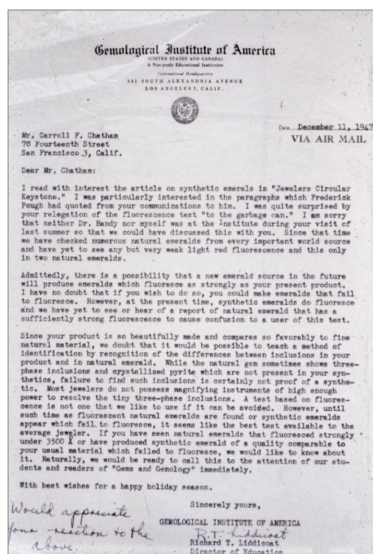 Gemological Institute of America
(UNITED STATES AND CANADA)
A Non-profit Educational Institution
International Headquarters
541 SOUTH ALEXANDRIA AVENUE
LOS ANGELES 5, CALIF.
Date December 11, 1947
VIA AIR MAIL
Mr. Carroll F. Chatham
70 Fourteenth Street
San Francisco 3, Calif.
Dear Mr. Chatham:
I read with interest the article on synthetic emerals in "Jewelers Circular
Keystone." I was particularly interested in the paragraphs which Frederick
Pough had quoted from your communications to him. I was quite surprised by
your relegation of the fluorescence test "to the garbage can." I am sorry
that neither Dr. Handy nor myself was at the Institute during your visit of
last summer so that we could have discussed this with you. Since that time
we have checked numerous natural emeralds from every important world source
and have yet to see any but very weak light red fluorescence and this only
in two natural emeralds.
Admittedly, there is a possibility that a new emerald source in the future
will produce emeralds which fluoresce as strongly as your present product.
I have no doubt that if you wish to do so, you could make emeralds that fail
to fluoresce. However, at the present time, synthetic emeralds do fluoresce
and we have yet to see or hear of a report of natural emerald that has a
sufficiently strong fluorescence to cause confusion to a user of this test.
Since your product is so beautifully made and compares so favorably to fine
natural material, we doubt that it would be possible to teach a method of
identification by recognition of the differences between inclusions in your
product and in natural emerald. While the natural gem sometimes shows three-
phase inclusions and crystallized pyrite which are not present in your syn-
thetics, failure to find such inclusions is certainly not proof of a synthe-
tic. Most jewelers do not possess magnifying instruments of high enough
power to resolve the tiny three-phase inclusions. A test based on fluores-
cence is not one that we like to use if it can be avoided. However, until
such time as fluorescent natural emeralds are found or synthetic emeralds
appear which fail to fluoresce, it seems like the best test available to the
average jeweler. If you have seen natural emeralds that fluoresced strongly
under 3500 Å or have produced synthetic emerald of a quality comparable to
your usual material which failed to fluoresce, we would like to know about
it. Naturally, we would be ready to call this to the attention of our stu-
dents and readers of "Gems and Gemology" immediately.
With best wishes for a happy holiday season.
Sincerely yours,
GEMOLOGICAL INSTITUTE OF AMERICA
R.T. Liddicoat
Richard T. Liddicoat
Director of Education
Would appreciate
your reaction to the
above.